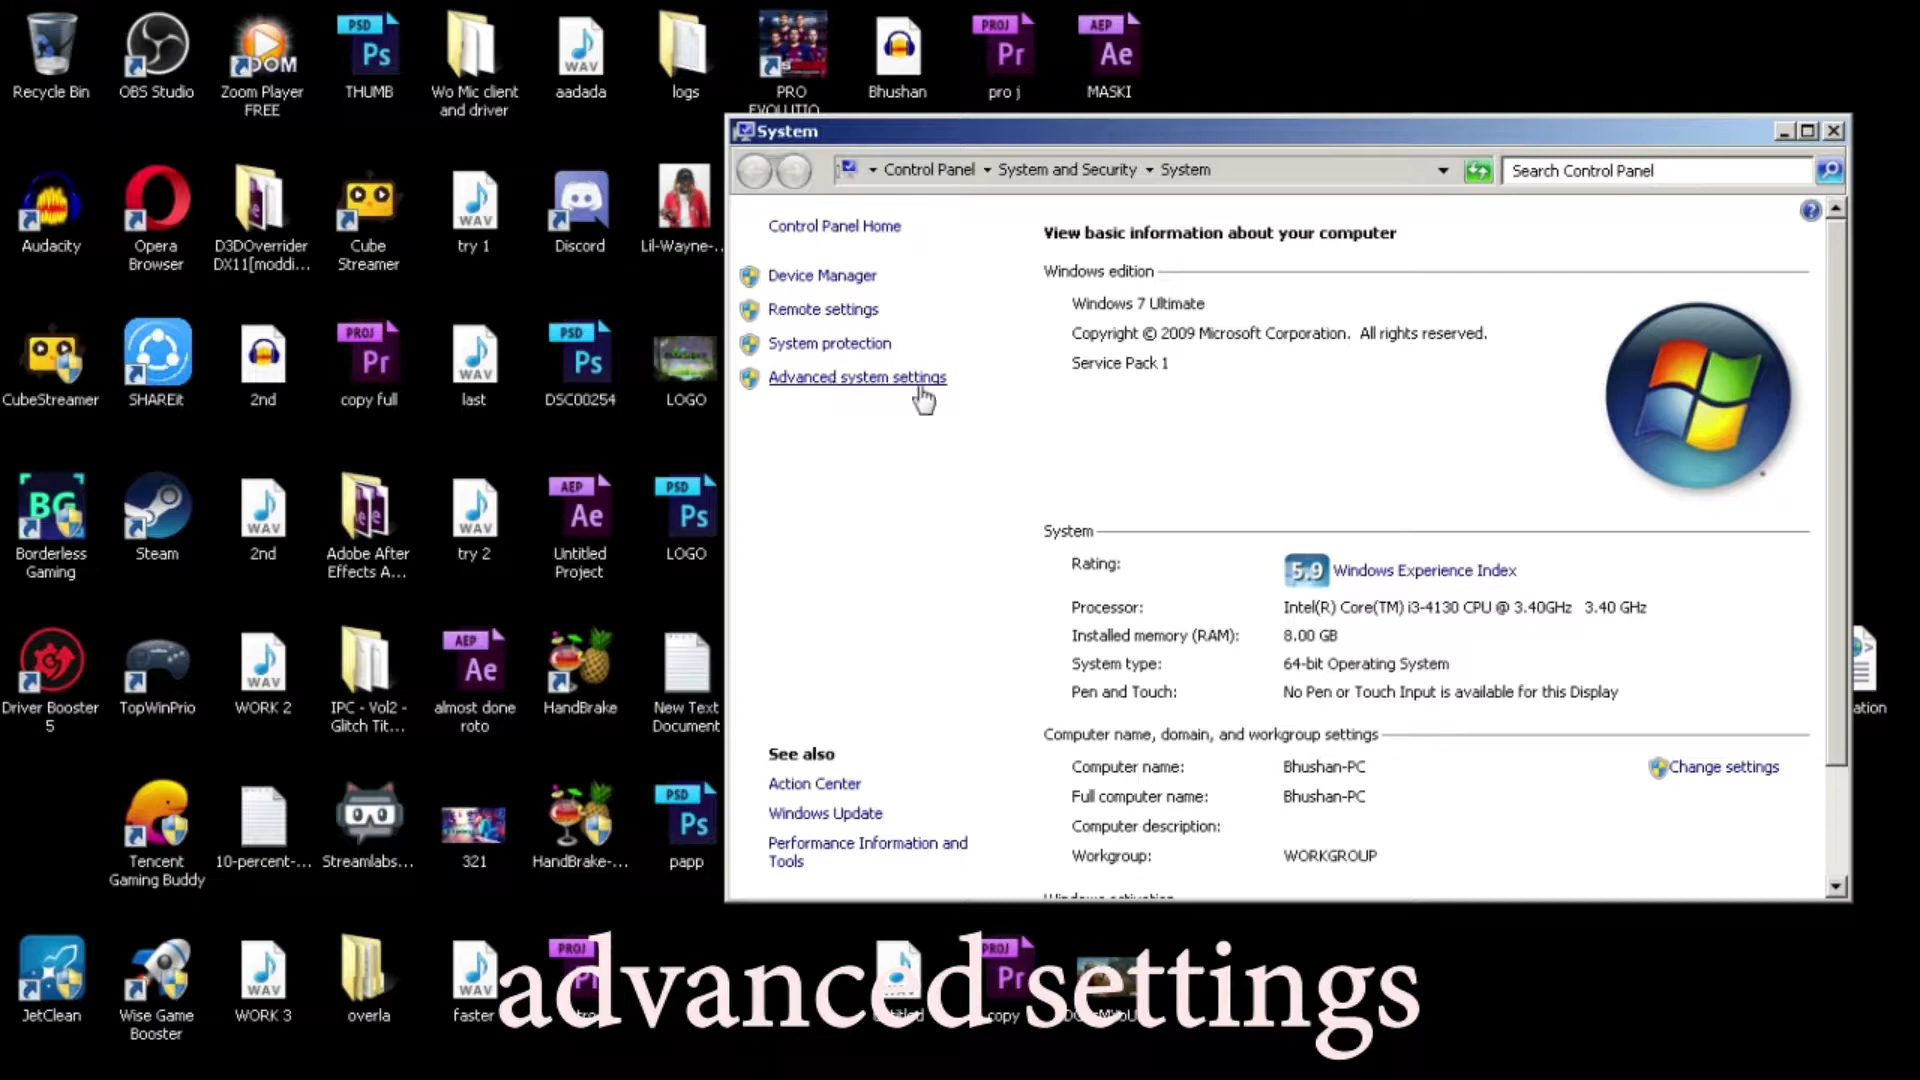 Recycle Bin
OBS Studio
Zoom Player
FREE
THUMB
Wo Mic client
and driver
aadada
logs
PRO
EVOLUTIO
Bhushan
pro j
MASKI
Audacity
Opera
Browser
D3DOverrider
DX11[moddi...
Cube
Streamer
try 1
Discord
Lil-Wayne-...
CubeStreamer
SHAREit
2nd
copy full
last
DSC00254
LOGO
Borderless
Gaming
Steam
2nd
Adobe After
Effects A...
try 2
Untitled
Project
LOGO
Driver Booster
5
TopWinPrio
WORK 2
IPC - Vol2 -
Glitch Tit...
almost done
roto
HandBrake
New Text
Document
Tencent
Gaming Buddy
10-percent-...
Streamlabs...
321
HandBrake-...
papp
JetClean
Wise Game
Booster
WORK 3
overla
faster
copy
ation
System
Control Panel
System and Security
System
Search Control Panel
Control Panel Home
Device Manager
Remote settings
System protection
Advanced system settings
See also
Action Center
Windows Update
Performance Information and
Tools
View basic information about your computer
Windows edition
Windows 7 Ultimate
Copyright © 2009 Microsoft Corporation. All rights reserved.
Service Pack 1
System
Rating:
5.9 Windows Experience Index
Processor: Intel(R) Core(TM) i3-4130 CPU @ 3.40GHz 3.40 GHz
Installed memory (RAM): 8.00 GB
System type: 64-bit Operating System
Pen and Touch: No Pen or Touch Input is available for this Display
Computer name, domain, and workgroup settings
Computer name: Bhushan-PC
Change settings
Full computer name: Bhushan-PC
Computer description:
Workgroup: WORKGROUP
Windows activation
advanced settings